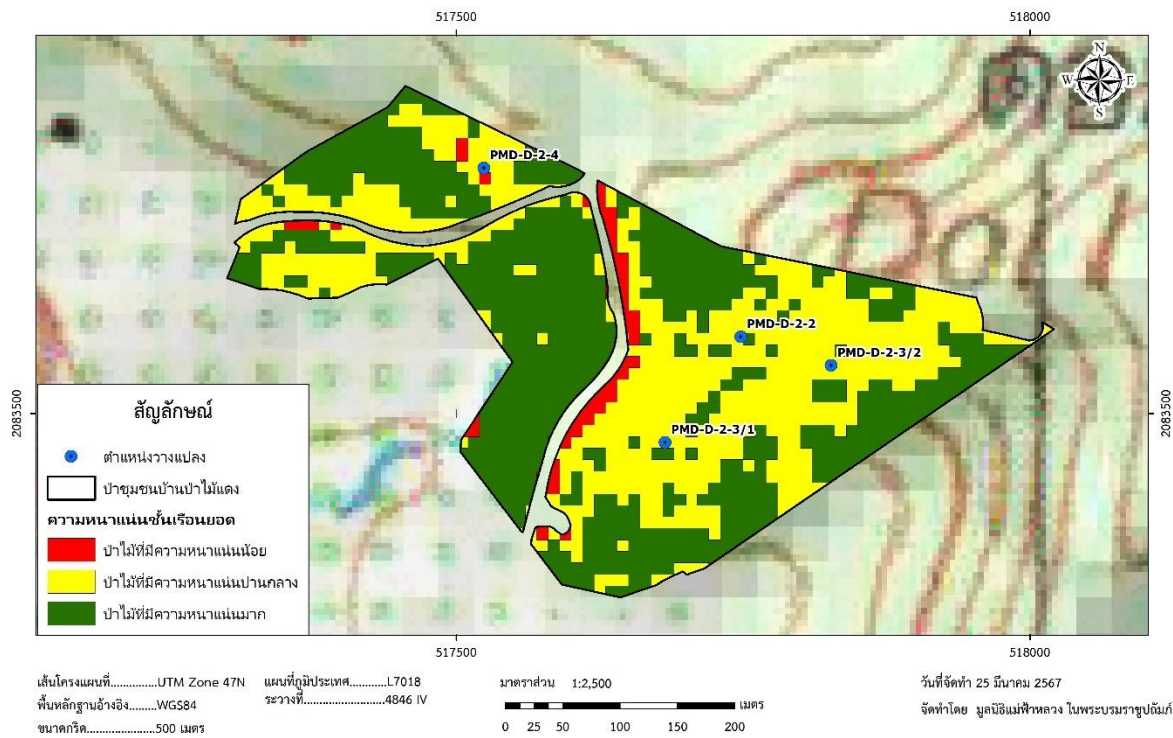 517500 518000
N
W E
S
PMD-D-2-4
PMD-D-2-2
PMD-D-2-3/2
PMD-D-2-3/1
2083500 2083500
สัญลักษณ์
ตำแหน่งวางแปลง
ป่าชุมชนบ้านป่าไม้แดง
ความหนาแน่นชั้นเรือนยอด
ป่าไม้ที่มีความหนาแน่นน้อย
ป่าไม้ที่มีความหนาแน่นปานกลาง
ป่าไม้ที่มีความหนาแน่นมาก
517500 518000
เส้นโครงแผนที่..............UTM Zone 47N
พื้นหลักฐานอ้างอิง......WGS84
ขนาดกริด......................500 เมตร
แผนที่ภูมิประเทศ............L7018
ระวางที่...........................4846 IV
มาตราส่วน 1:2,500
0 25 50 100 150 200 เมตร
วันที่จัดทำ 25 มีนาคม 2567
จัดทำโดย มูลนิธิแม่ฟ้าหลวง ในพระบรมราชูปถัมภ์